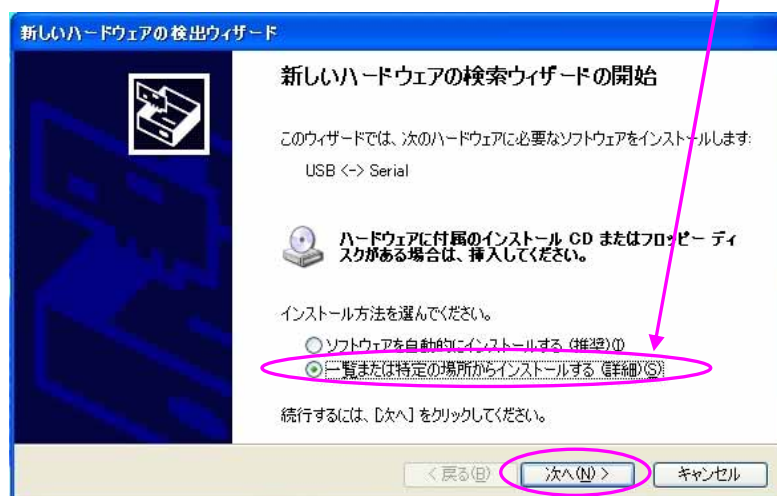 新しいハードウェアの検出ウィザード
新しいハードウェアの検索ウィザードの開始
このウィザードでは、次のハードウェアに必要なソフトウェアをインストールします:
USB <-> Serial
ハードウェアに付属のインストール CD またはフロッピー ディ
スクがある場合は、挿入してください。
インストール方法を選んでください。
ソフトウェアを自動的にインストールする (推奨)(I)
一覧または特定の場所からインストールする (詳細)(S)
続行するには、[次へ] をクリックしてください。
< 戻る(B)
次へ(N) >
キャンセル